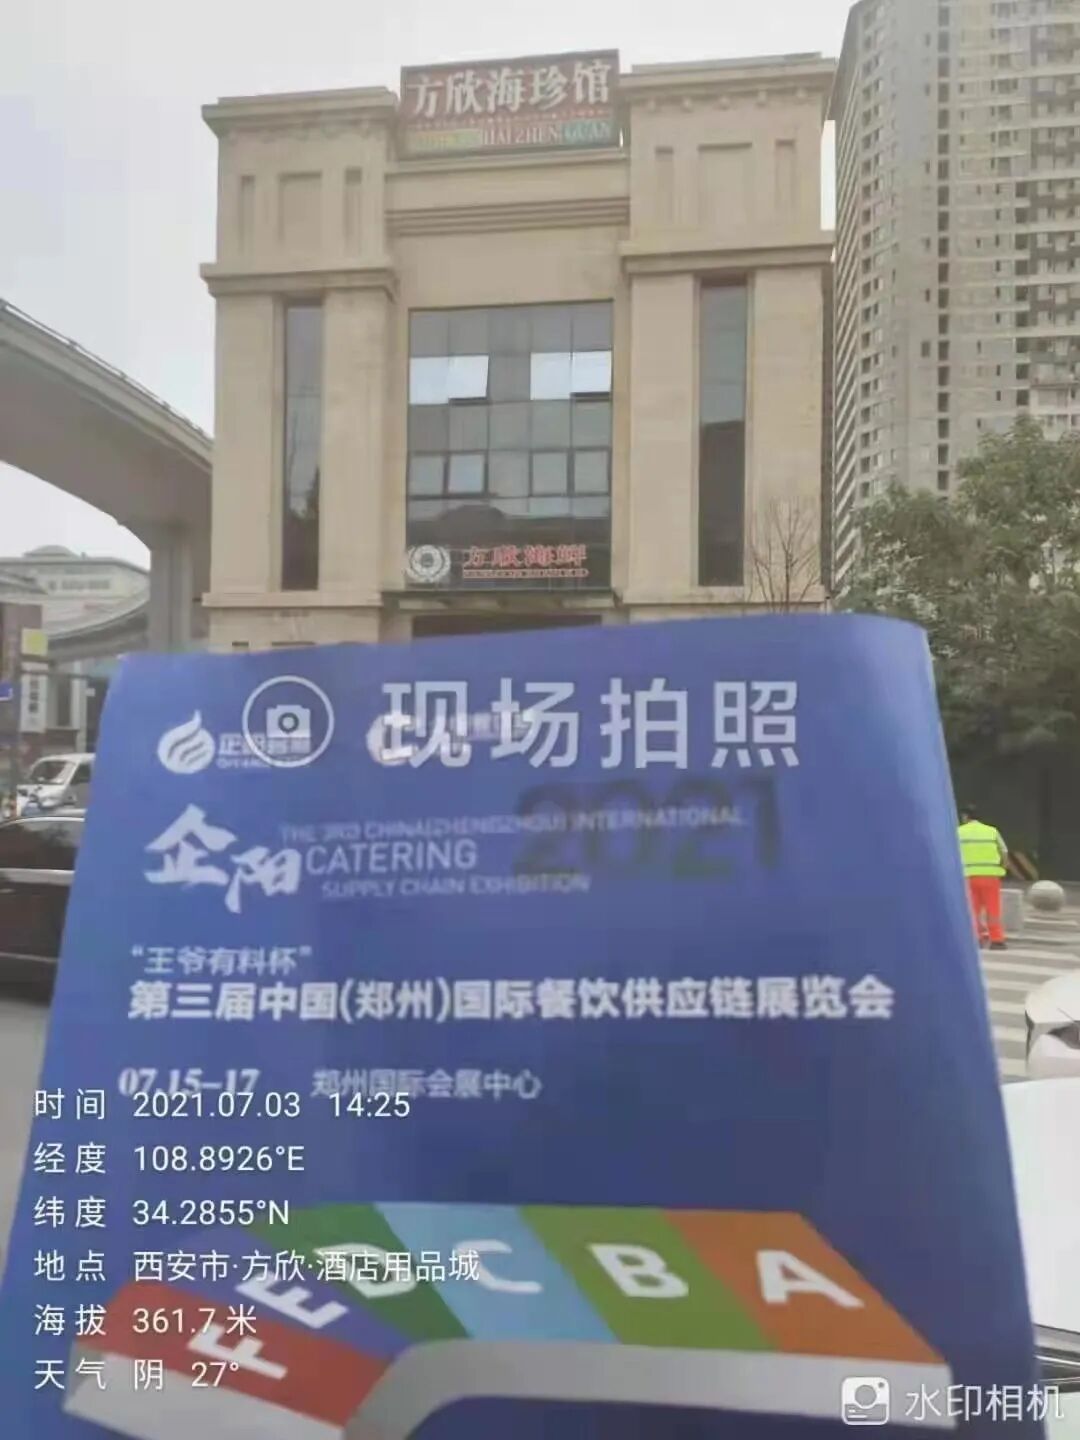 方欣海珍馆
HAI ZHEN GUAN
方欣海鲜
现场拍照
企阳
THE 3RD CHINA(ZHENGZHOU) INTERNATIONAL
CATERING
SUPPLY CHAIN EXHIBITION
2021
“王爷有料杯”
第三届中国(郑州)国际餐饮供应链展览会
07.15-17 郑州国际会展中心
时间 2021.07.03 14:25
经度 108.8926°E
纬度 34.2855°N
地点 西安市·方欣·酒店用品城
海拔 361.7 米
天气 阴 27°
F E D C B A
水印相机